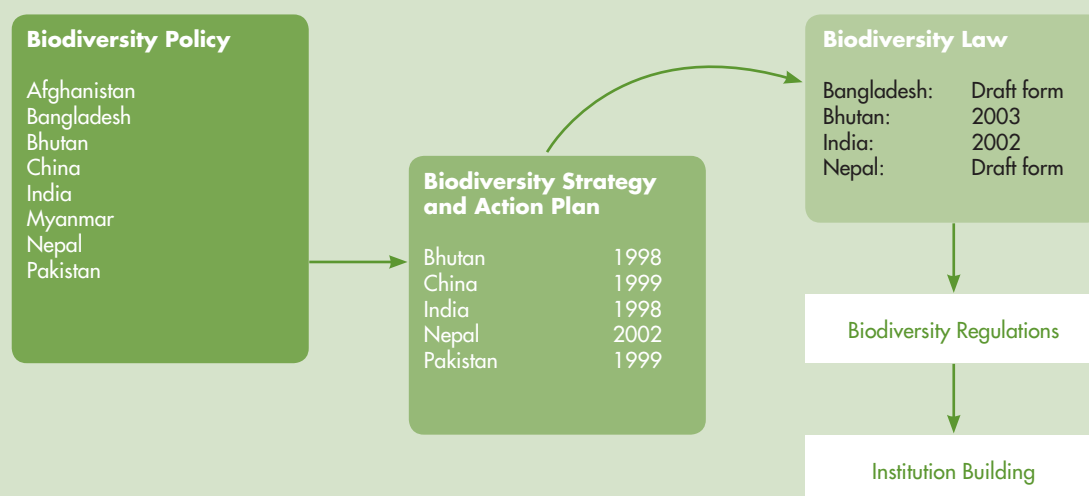 Biodiversity Policy
Afghanistan
Bangladesh
Bhutan
China
India
Myanmar
Nepal
Pakistan
Biodiversity Strategy
and Action Plan
Bhutan 1998
China 1999
India 1998
Nepal 2002
Pakistan 1999
Biodiversity Law
Bangladesh: Draft form
Bhutan: 2003
India: 2002
Nepal: Draft form
Biodiversity Regulations
Institution Building